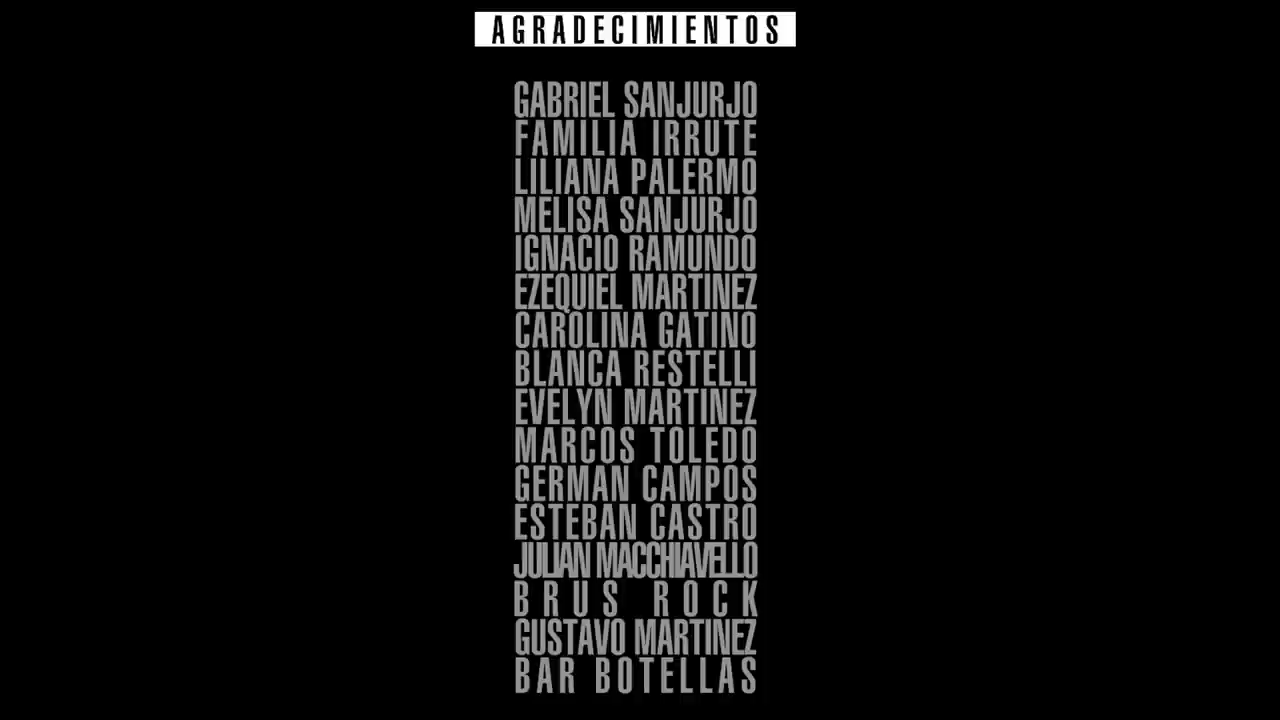 AGRADECIMIENTOS
GABRIEL SANJURJO
FAMILIA IRRUTE
LILIANA PALERMO
MELISA SANJURJO
IGNACIO RAMUNDO
EZEQUIEL MARTINEZ
CAROLINA GATINO
BLANCA RESTELLI
EVELYN MARTINEZ
MARCOS TOLEDO
GERMAN CAMPOS
ESTEBAN CASTRO
JULIAN MACCHIAVELLO
BRUS ROCK
GUSTAVO MARTINEZ
BAR BOTELLAS